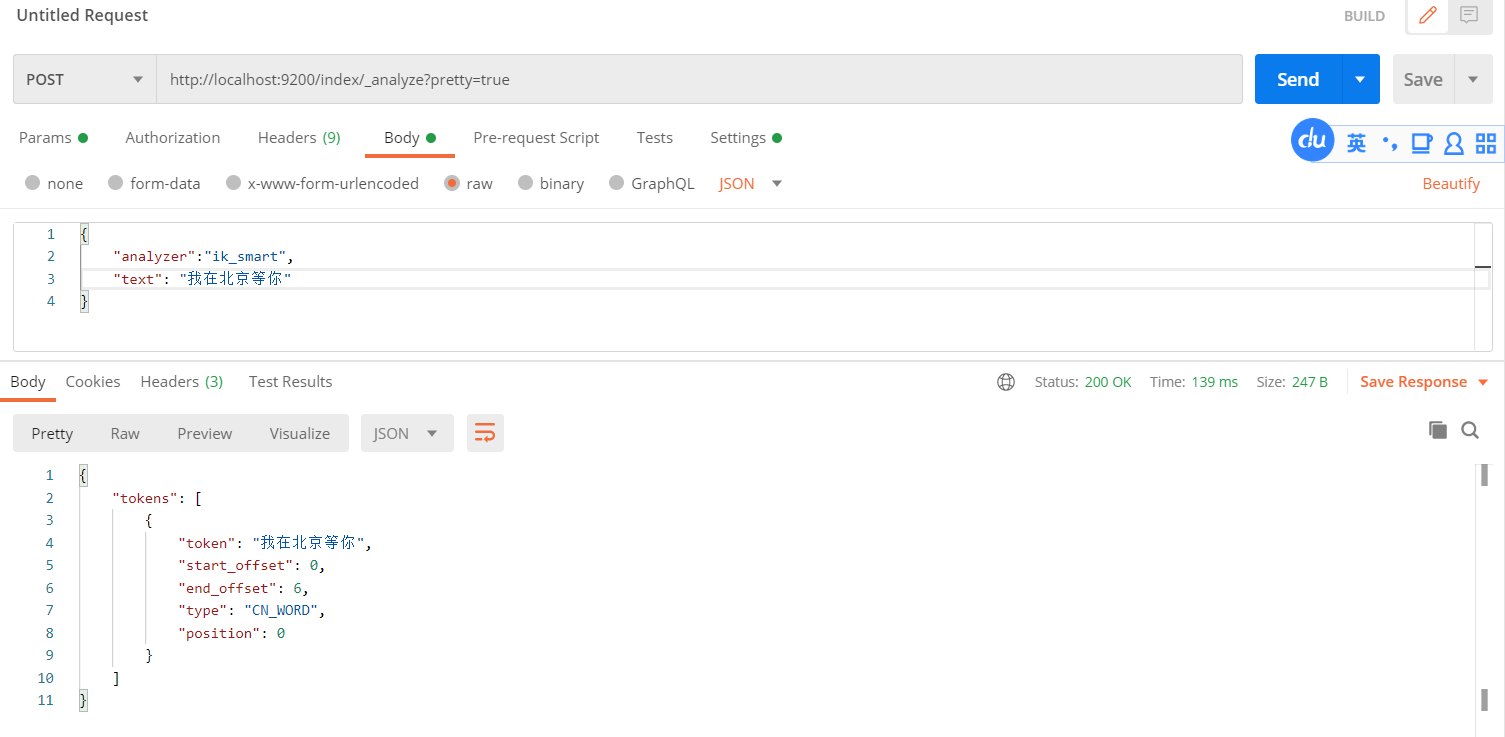 Untitled Request
BUILD
POST
http://localhost:9200/index/_analyze?pretty=true
Send
Save
Params
Authorization
Headers (9)
Body
Pre-request Script
Tests
Settings
du 英
none
form-data
x-www-form-urlencoded
raw
binary
GraphQL
JSON
Beautify
1 {
2 "analyzer":"ik_smart",
3 "text": "我在北京等你"
4 }
Body
Cookies
Headers (3)
Test Results
Status: 200 OK
Time: 139 ms
Size: 247 B
Save Response
Pretty
Raw
Preview
Visualize
JSON
1 {
2 "tokens": [
3 {
4 "token": "我在北京等你",
5 "start_offset": 0,
6 "end_offset": 6,
7 "type": "CN_WORD",
8 "position": 0
9 }
10 ]
11 }